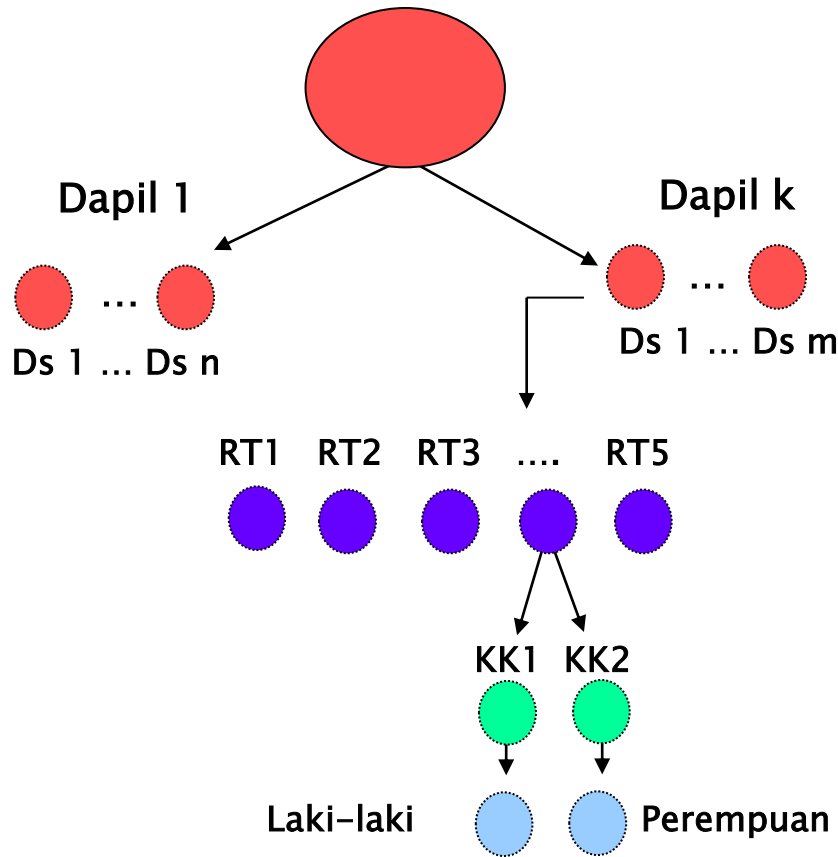 Dapil 1
Dapil k
Ds 1 ... Ds n
...
Ds 1 ... Ds m
...
RT1 RT2 RT3 .... RT5
KK1 KK2
Laki-laki Perempuan